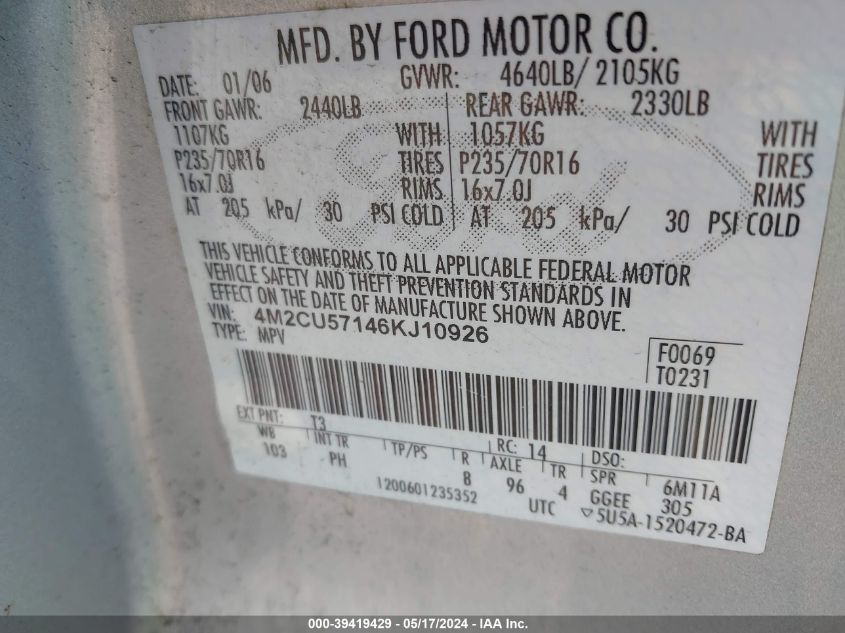 MFD. BY FORD MOTOR CO.
DATE: 01/06 GVWR: 4640LB/ 2105KG
FRONT GAWR: 2440LB REAR GAWR: 2330LB
1107KG WITH 1057KG WITH
P235/70R16 TIRES P235/70R16 TIRES
16x7.0J RIMS 16x7.0J RIMS
AT 205 kPa/ 30 PSI COLD AT 205 kPa/ 30 PSI COLD
THIS VEHICLE CONFORMS TO ALL APPLICABLE FEDERAL MOTOR
VEHICLE SAFETY AND THEFT PREVENTION STANDARDS IN
EFFECT ON THE DATE OF MANUFACTURE SHOWN ABOVE.
VIN: 4M2CU57146KJ10926
TYPE: MPV
F0069
T0231
EXT PNT: T3 RC: 14 DSO:
WB INT TR TP/PS R AXLE TR SPR 6M11A
103 PH B 96 4 GGEE 305
1200601235352 UTC ▽5U5A-1520472-BA
Ford
000-39419429 - 05/17/2024 - IAA Inc.